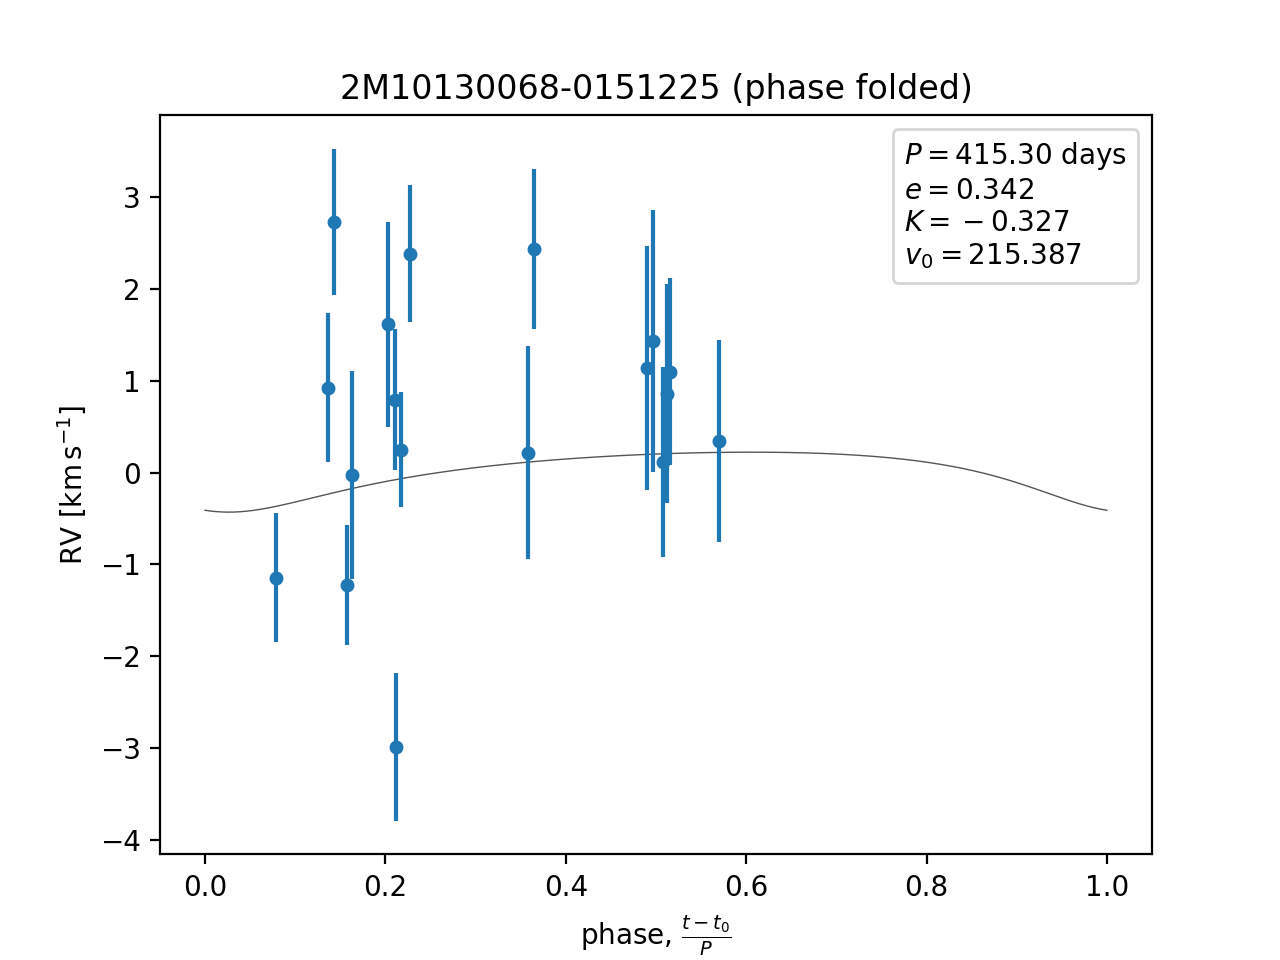 2M10130068-0151225 (phase folded)
P = 415.30 days
e = 0.342
K = −0.327
v₀ = 215.387
3
2
1
0
−1
−2
−3
−4
RV [km s⁻¹]
0.0 0.2 0.4 0.6 0.8 1.0
phase, (t − t₀)/P